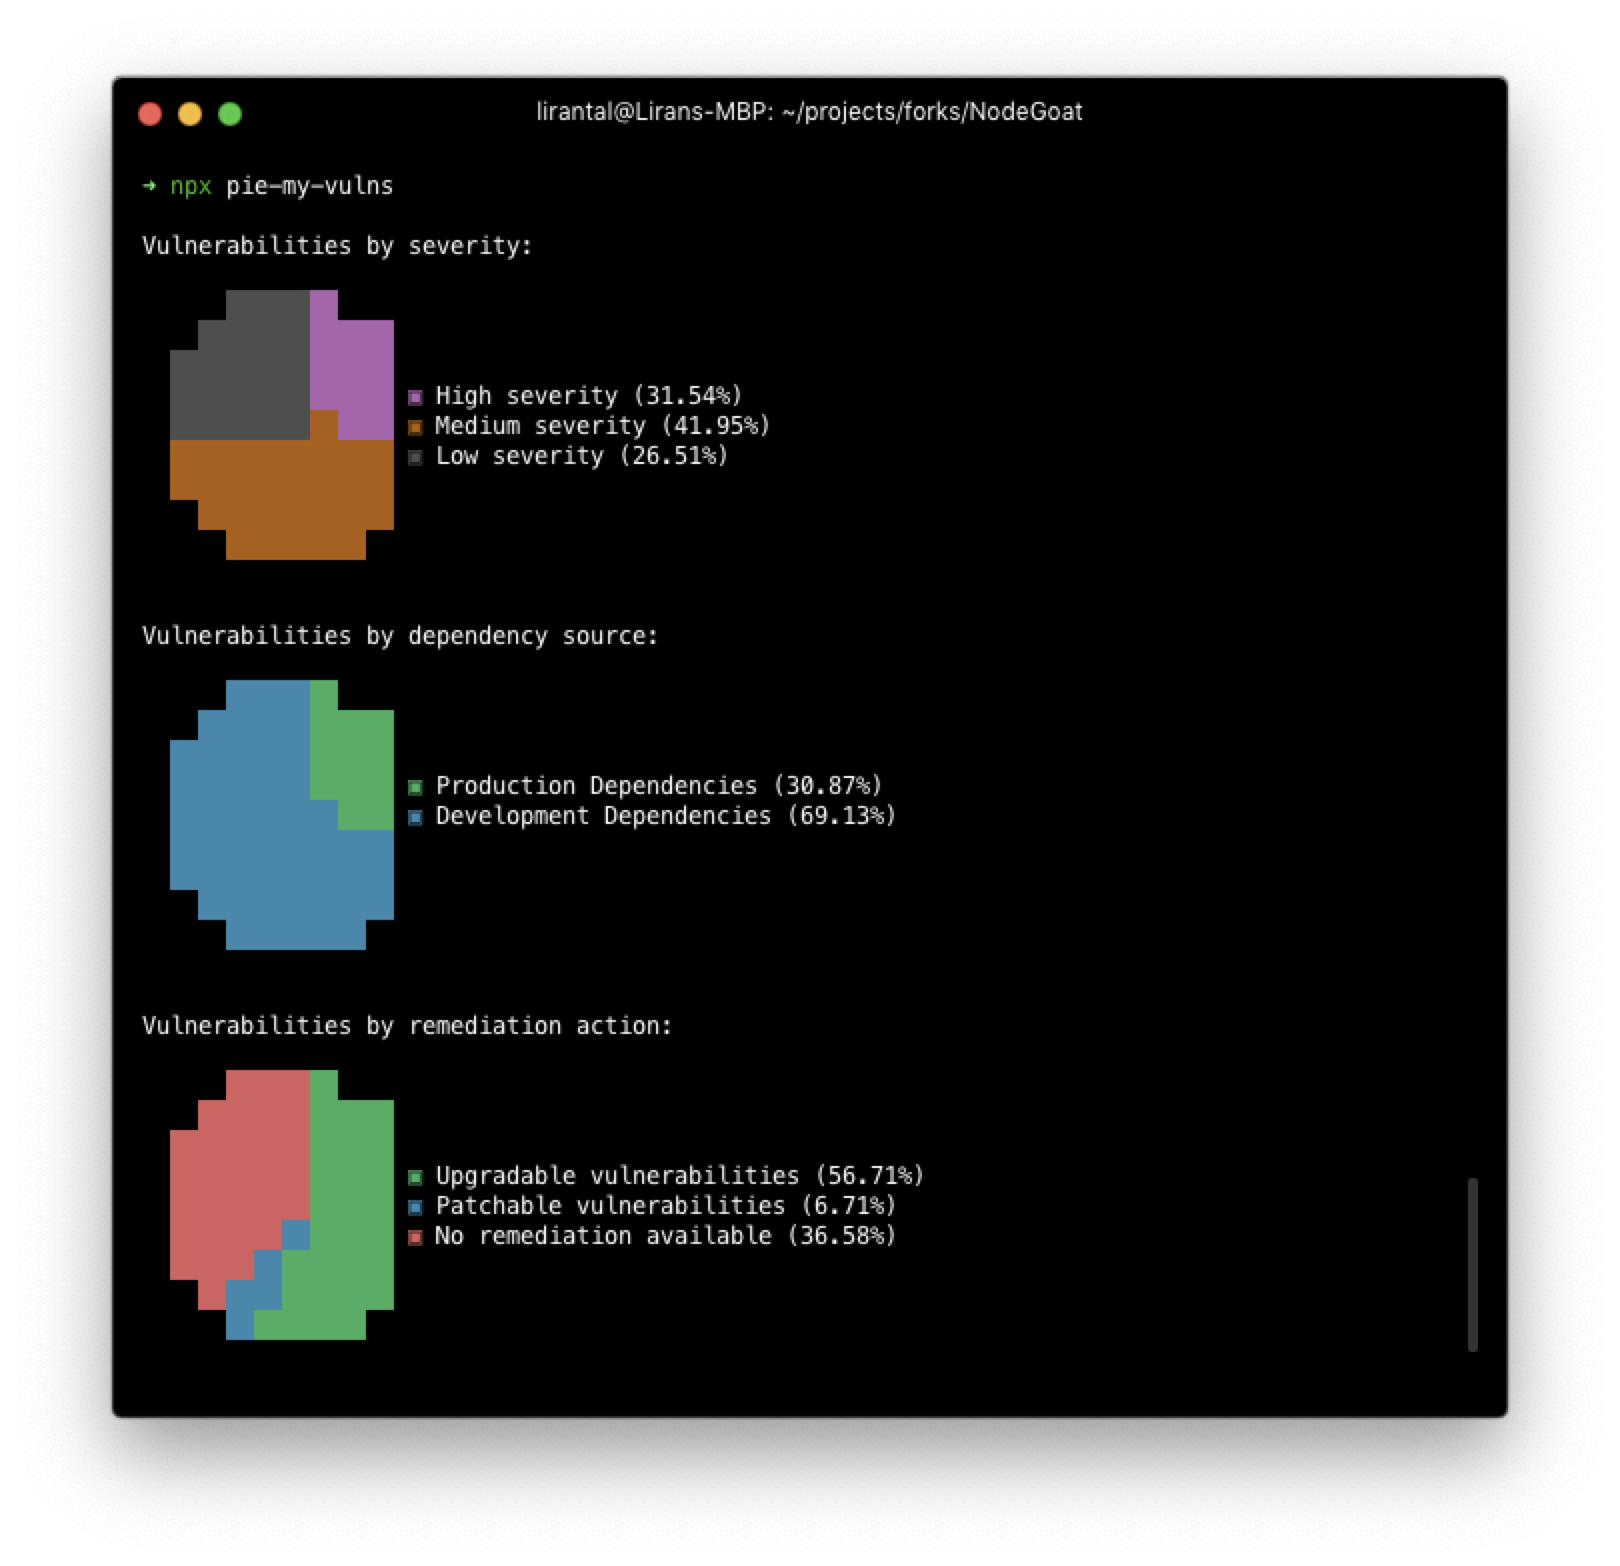 lirantal@Lirans-MBP: ~/projects/forks/NodeGoat
➜ npx pie-my-vulns
Vulnerabilities by severity:
High severity (31.54%)
Medium severity (41.95%)
Low severity (26.51%)
Vulnerabilities by dependency source:
Production Dependencies (30.87%)
Development Dependencies (69.13%)
Vulnerabilities by remediation action:
Upgradable vulnerabilities (56.71%)
Patchable vulnerabilities (6.71%)
No remediation available (36.58%)